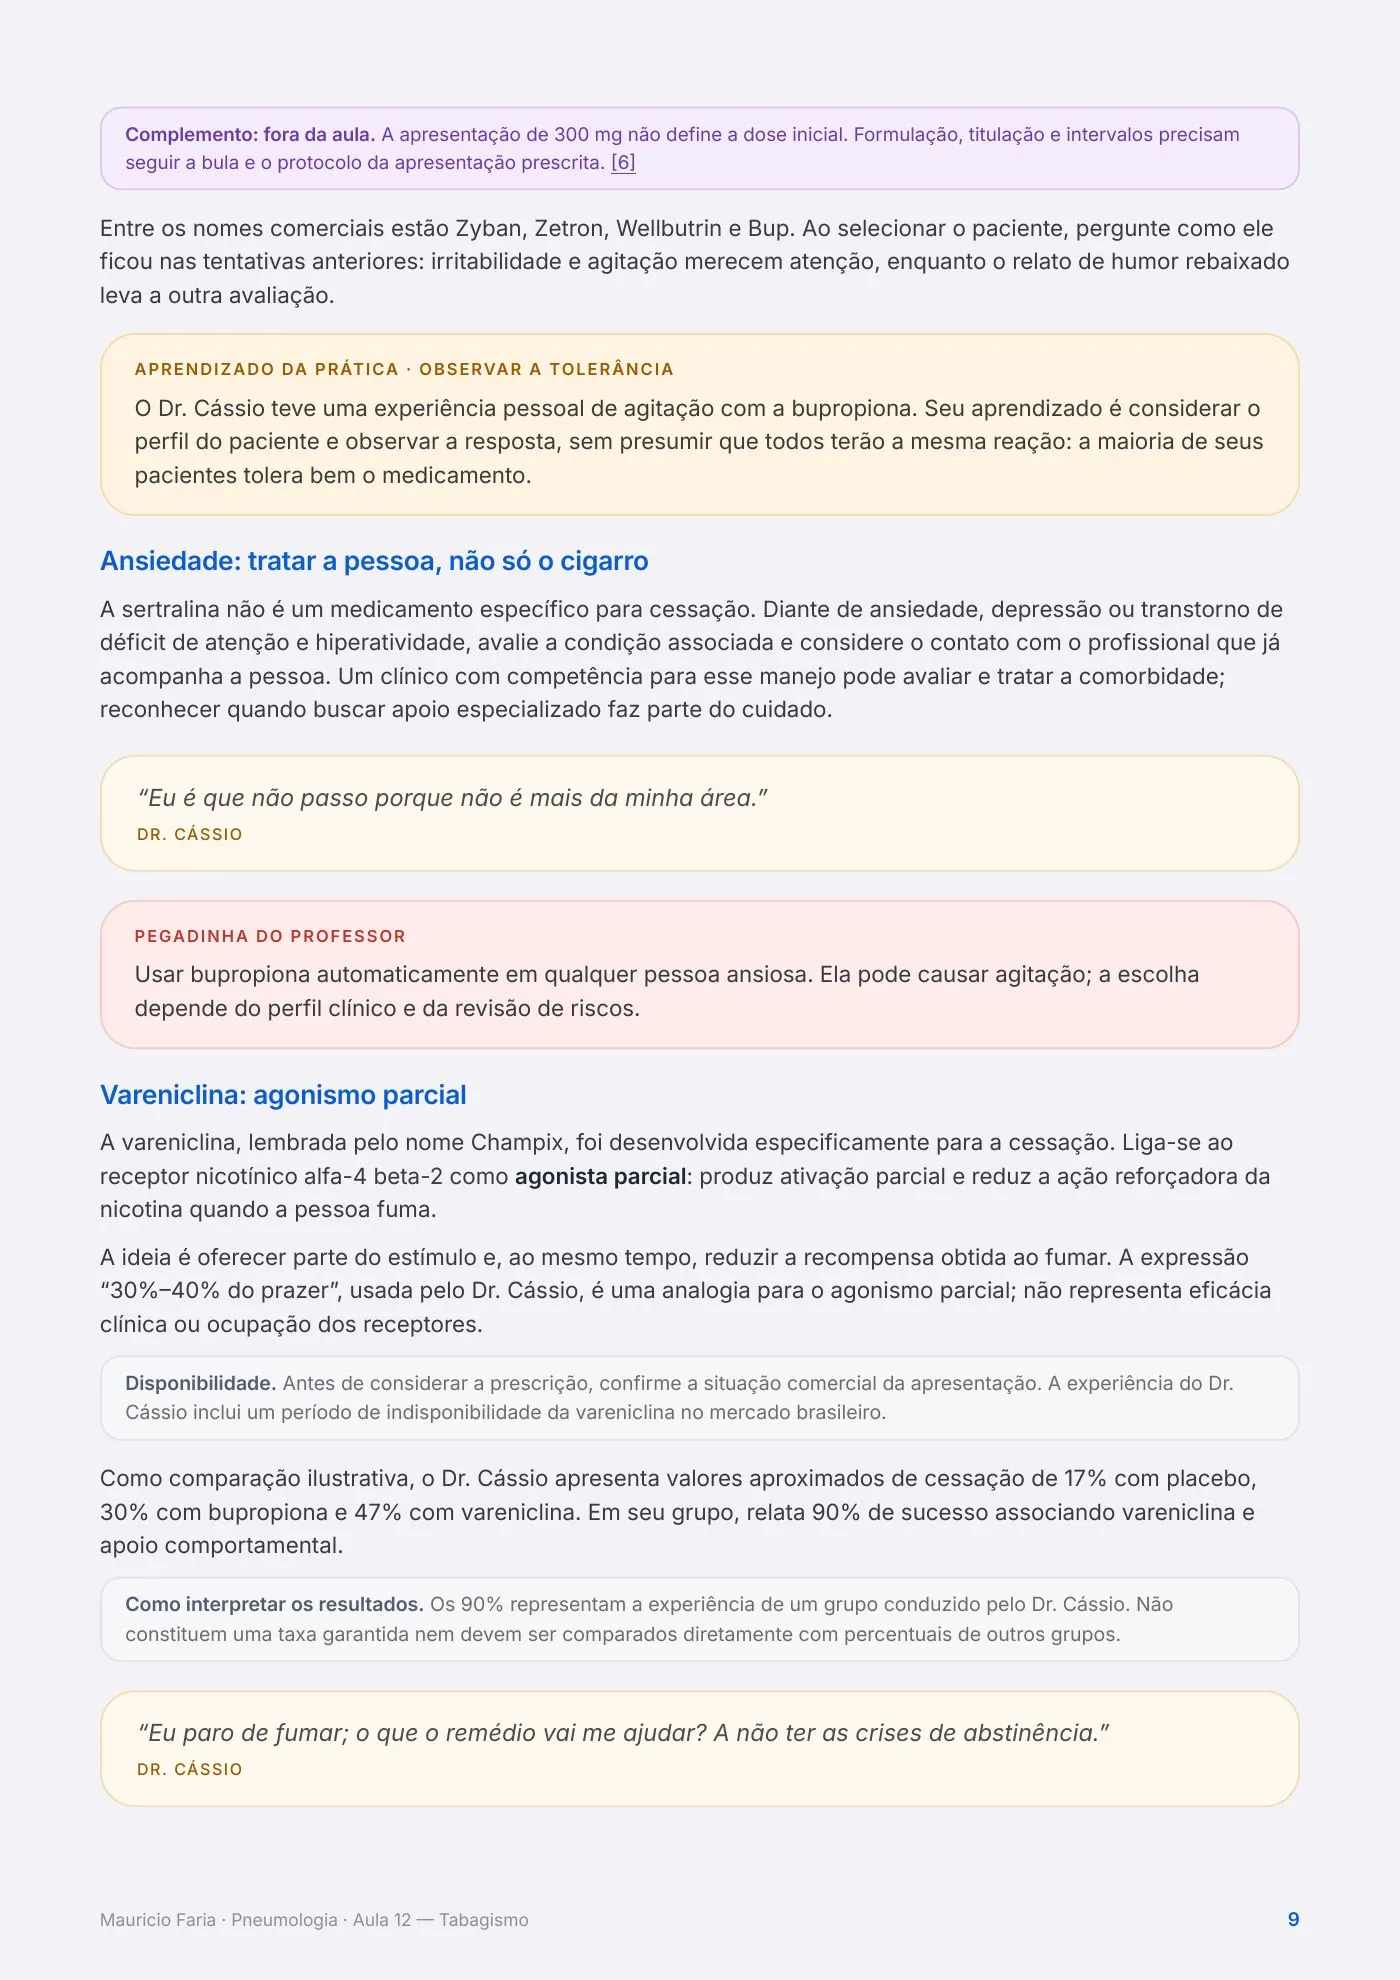 Complemento: fora da aula. A apresentação de 300 mg não define a dose inicial. Formulação, titulação e intervalos precisam
seguir a bula e o protocolo da apresentação prescrita. [6]
Entre os nomes comerciais estão Zyban, Zetron, Wellbutrin e Bup. Ao selecionar o paciente, pergunte como ele
ficou nas tentativas anteriores: irritabilidade e agitação merecem atenção, enquanto o relato de humor rebaixado
leva a outra avaliação.
APRENDIZADO DA PRÁTICA · OBSERVAR A TOLERÂNCIA
O Dr. Cássio teve uma experiência pessoal de agitação com a bupropiona. Seu aprendizado é considerar o
perfil do paciente e observar a resposta, sem presumir que todos terão a mesma reação: a maioria de seus
pacientes tolera bem o medicamento.
Ansiedade: tratar a pessoa, não só o cigarro
A sertralina não é um medicamento específico para cessação. Diante de ansiedade, depressão ou transtorno de
déficit de atenção e hiperatividade, avalie a condição associada e considere o contato com o profissional que já
acompanha a pessoa. Um clínico com competência para esse manejo pode avaliar e tratar a comorbidade;
reconhecer quando buscar apoio especializado faz parte do cuidado.
“Eu é que não passo porque não é mais da minha área.”
DR. CÁSSIO
PEGADINHA DO PROFESSOR
Usar bupropiona automaticamente em qualquer pessoa ansiosa. Ela pode causar agitação; a escolha
depende do perfil clínico e da revisão de riscos.
Vareniclina: agonismo parcial
A vareniclina, lembrada pelo nome Champix, foi desenvolvida especificamente para a cessação. Liga-se ao
receptor nicotínico alfa-4 beta-2 como agonista parcial: produz ativação parcial e reduz a ação reforçadora da
nicotina quando a pessoa fuma.
A ideia é oferecer parte do estímulo e, ao mesmo tempo, reduzir a recompensa obtida ao fumar. A expressão
“30%–40% do prazer”, usada pelo Dr. Cássio, é uma analogia para o agonismo parcial; não representa eficácia
clínica ou ocupação dos receptores.
Disponibilidade. Antes de considerar a prescrição, confirme a situação comercial da apresentação. A experiência do Dr.
Cássio inclui um período de indisponibilidade da vareniclina no mercado brasileiro.
Como comparação ilustrativa, o Dr. Cássio apresenta valores aproximados de cessação de 17% com placebo,
30% com bupropiona e 47% com vareniclina. Em seu grupo, relata 90% de sucesso associando vareniclina e
apoio comportamental.
Como interpretar os resultados. Os 90% representam a experiência de um grupo conduzido pelo Dr. Cássio. Não
constituem uma taxa garantida nem devem ser comparados diretamente com percentuais de outros grupos.
“Eu paro de fumar; o que o remédio vai me ajudar? A não ter as crises de abstinência.”
DR. CÁSSIO
Mauricio Faria · Pneumologia · Aula 12 — Tabagismo
9